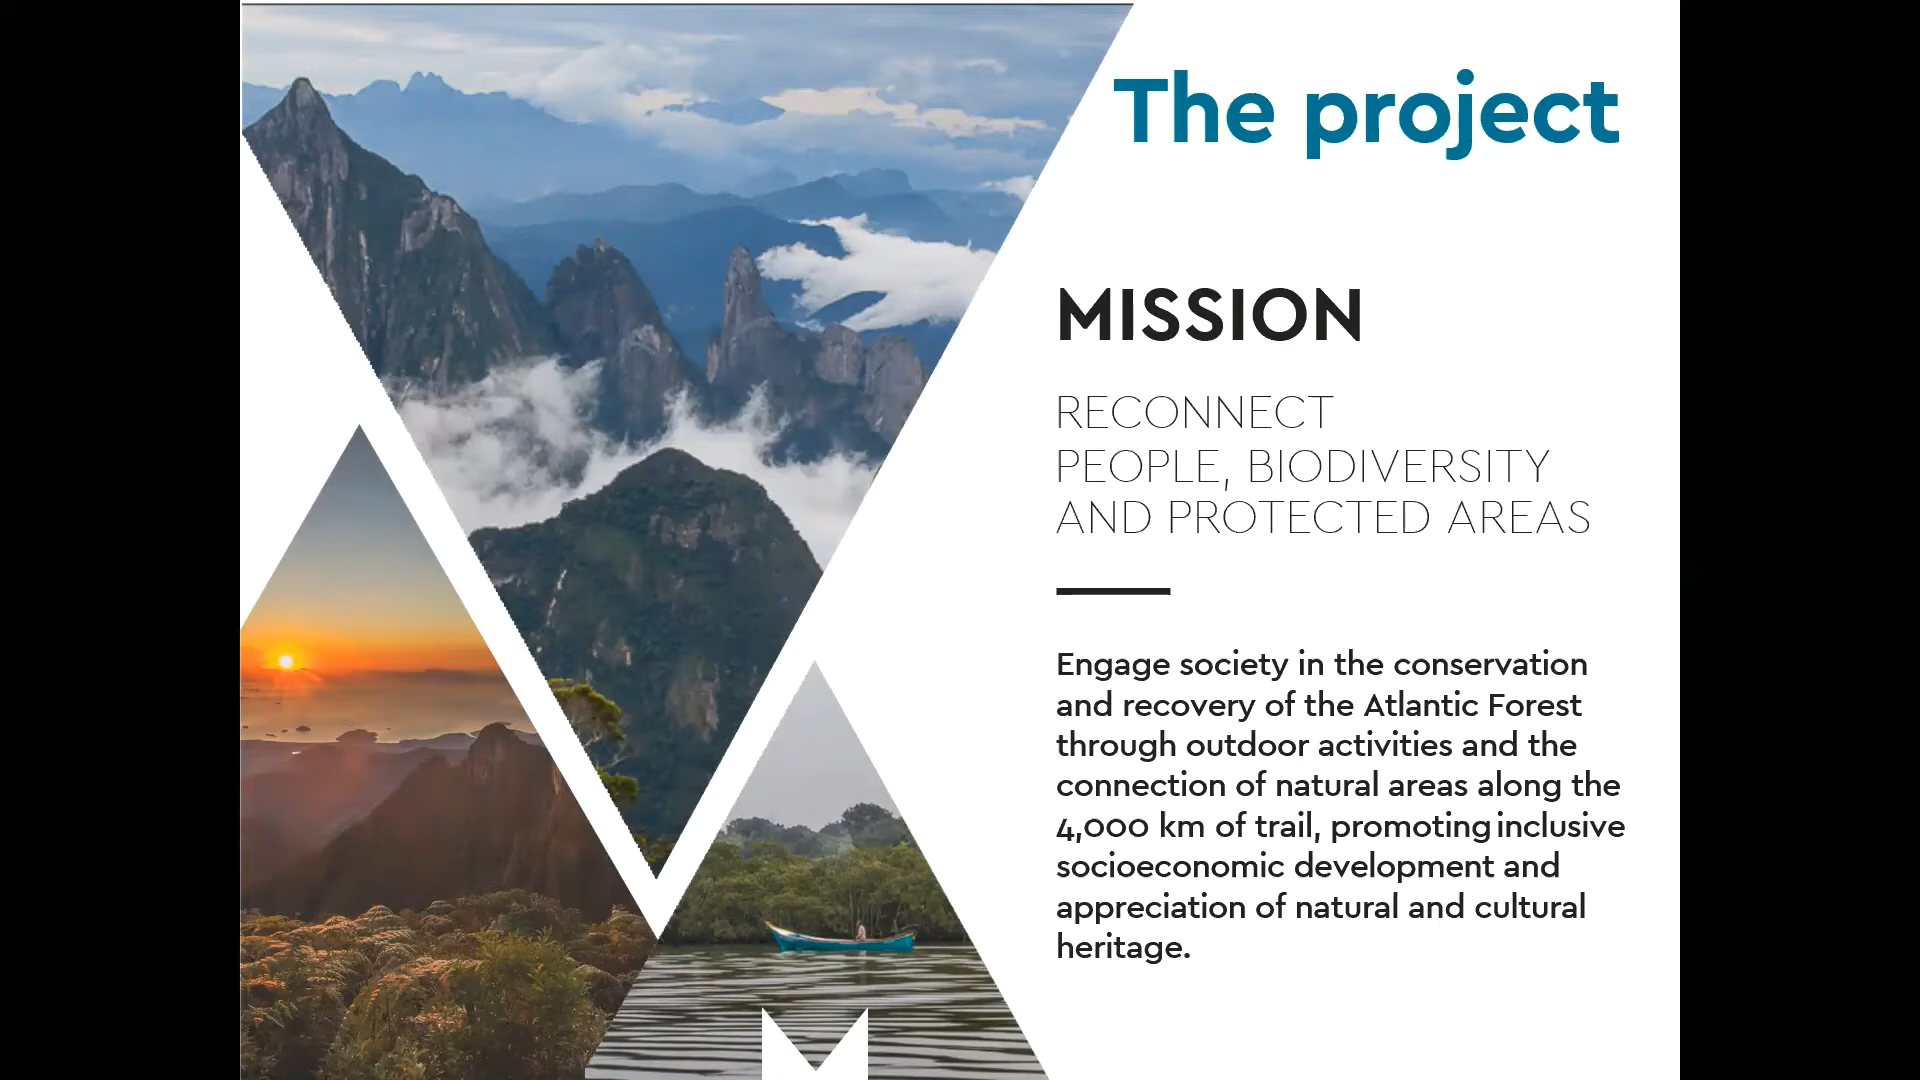 The project
MISSION
RECONNECT
PEOPLE, BIODIVERSITY
AND PROTECTED AREAS
Engage society in the conservation
and recovery of the Atlantic Forest
through outdoor activities and the
connection of natural areas along the
4,000 km of trail, promoting inclusive
socioeconomic development and
appreciation of natural and cultural
heritage.